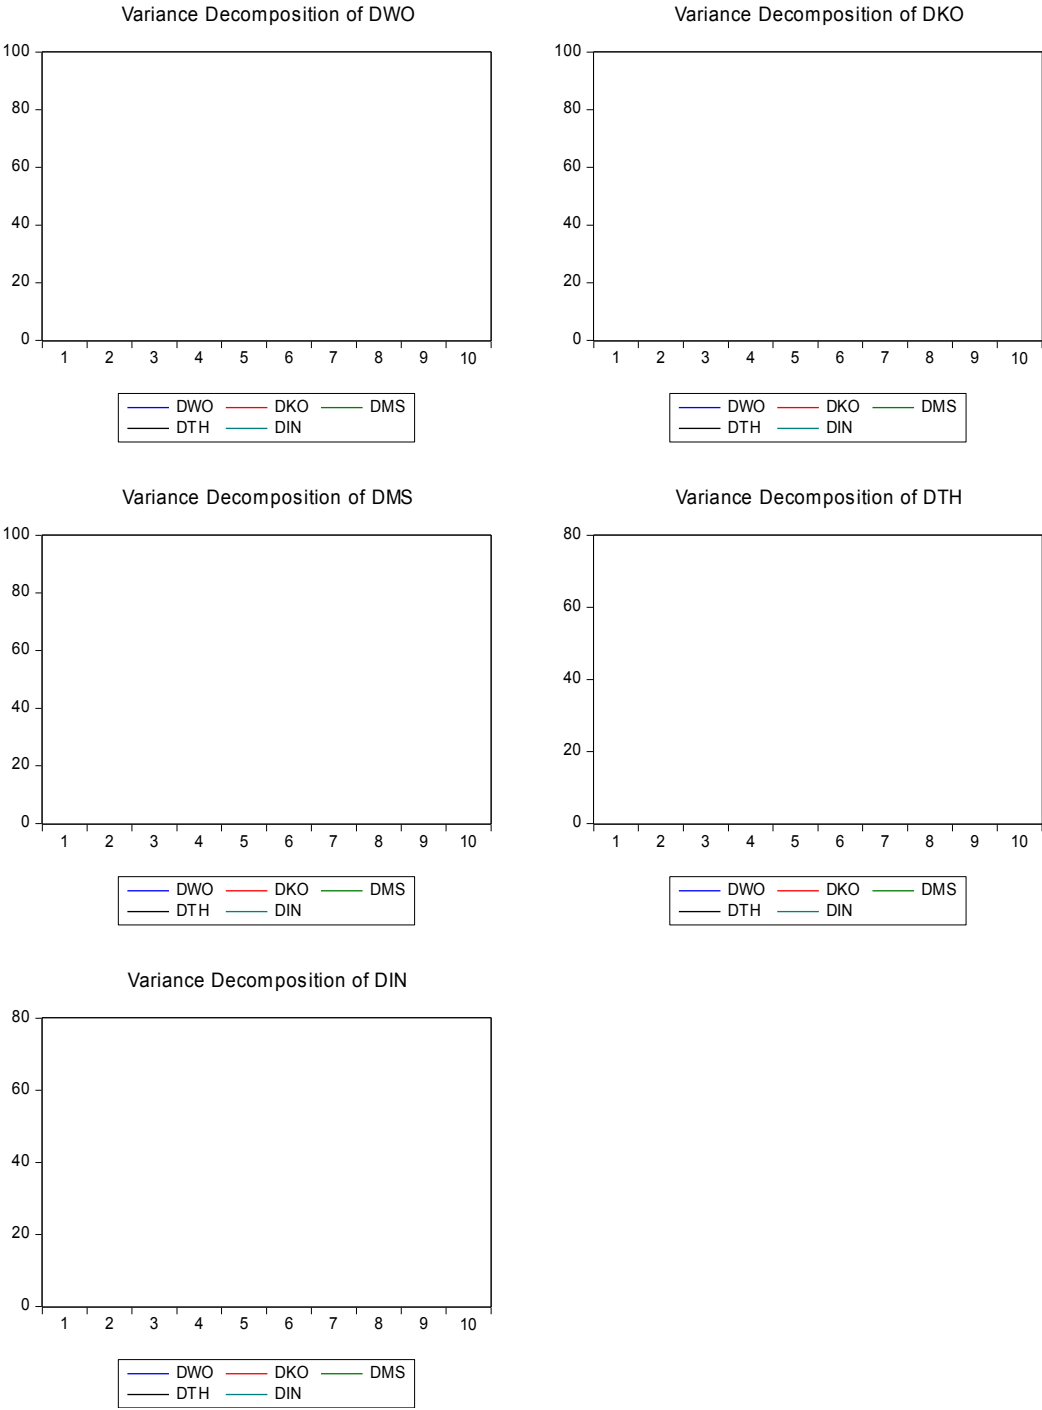 Variance Decomposition of DWO
100
80
60
40
20
0
1 2 3 4 5 6 7 8 9 10
DWO DKO DMS
DTH DIN
Variance Decomposition of DKO
100
80
60
40
20
0
1 2 3 4 5 6 7 8 9 10
DWO DKO DMS
DTH DIN
Variance Decomposition of DMS
100
80
60
40
20
0
1 2 3 4 5 6 7 8 9 10
DWO DKO DMS
DTH DIN
Variance Decomposition of DTH
80
60
40
20
0
1 2 3 4 5 6 7 8 9 10
DWO DKO DMS
DTH DIN
Variance Decomposition of DIN
80
60
40
20
0
1 2 3 4 5 6 7 8 9 10
DWO DKO DMS
DTH DIN